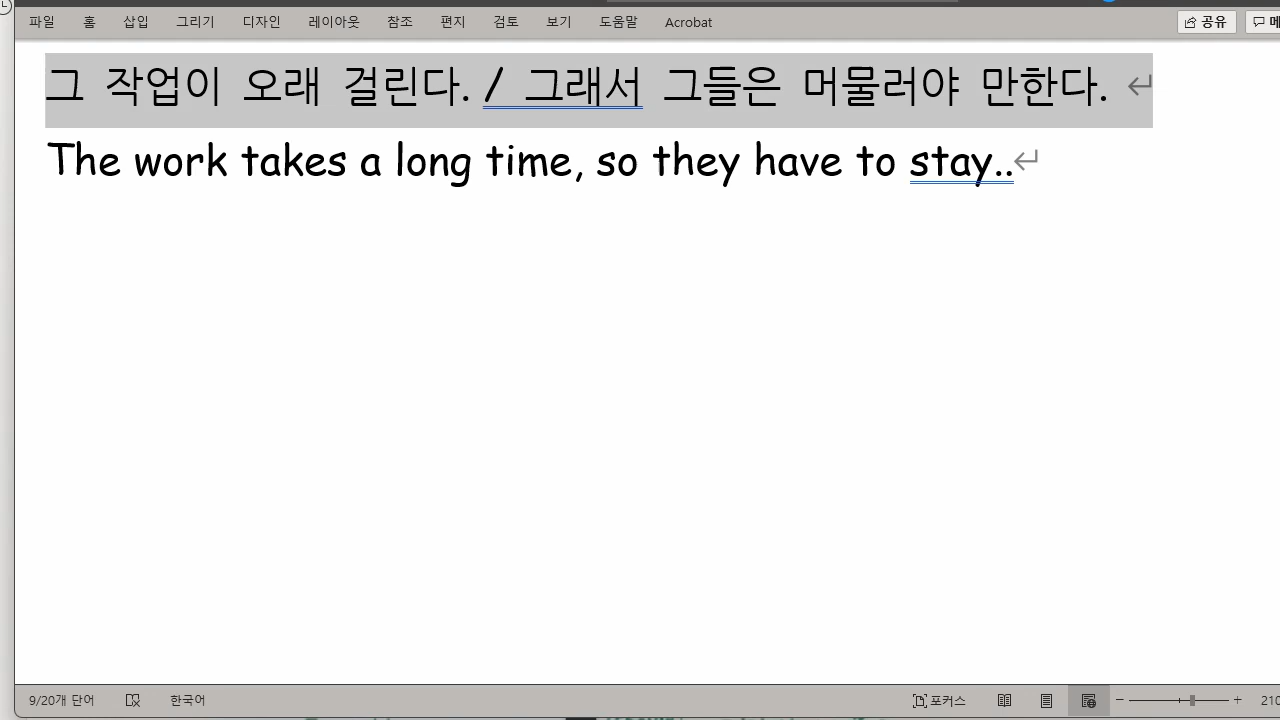 파일 홈 삽입 그리기 디자인 레이아웃 참조 편지 검토 보기 도움말 Acrobat 공유
그 작업이 오래 걸린다. / 그래서 그들은 머물러야 만한다.
The work takes a long time, so they have to stay..
9/20개 단어 한국어 포커스 210